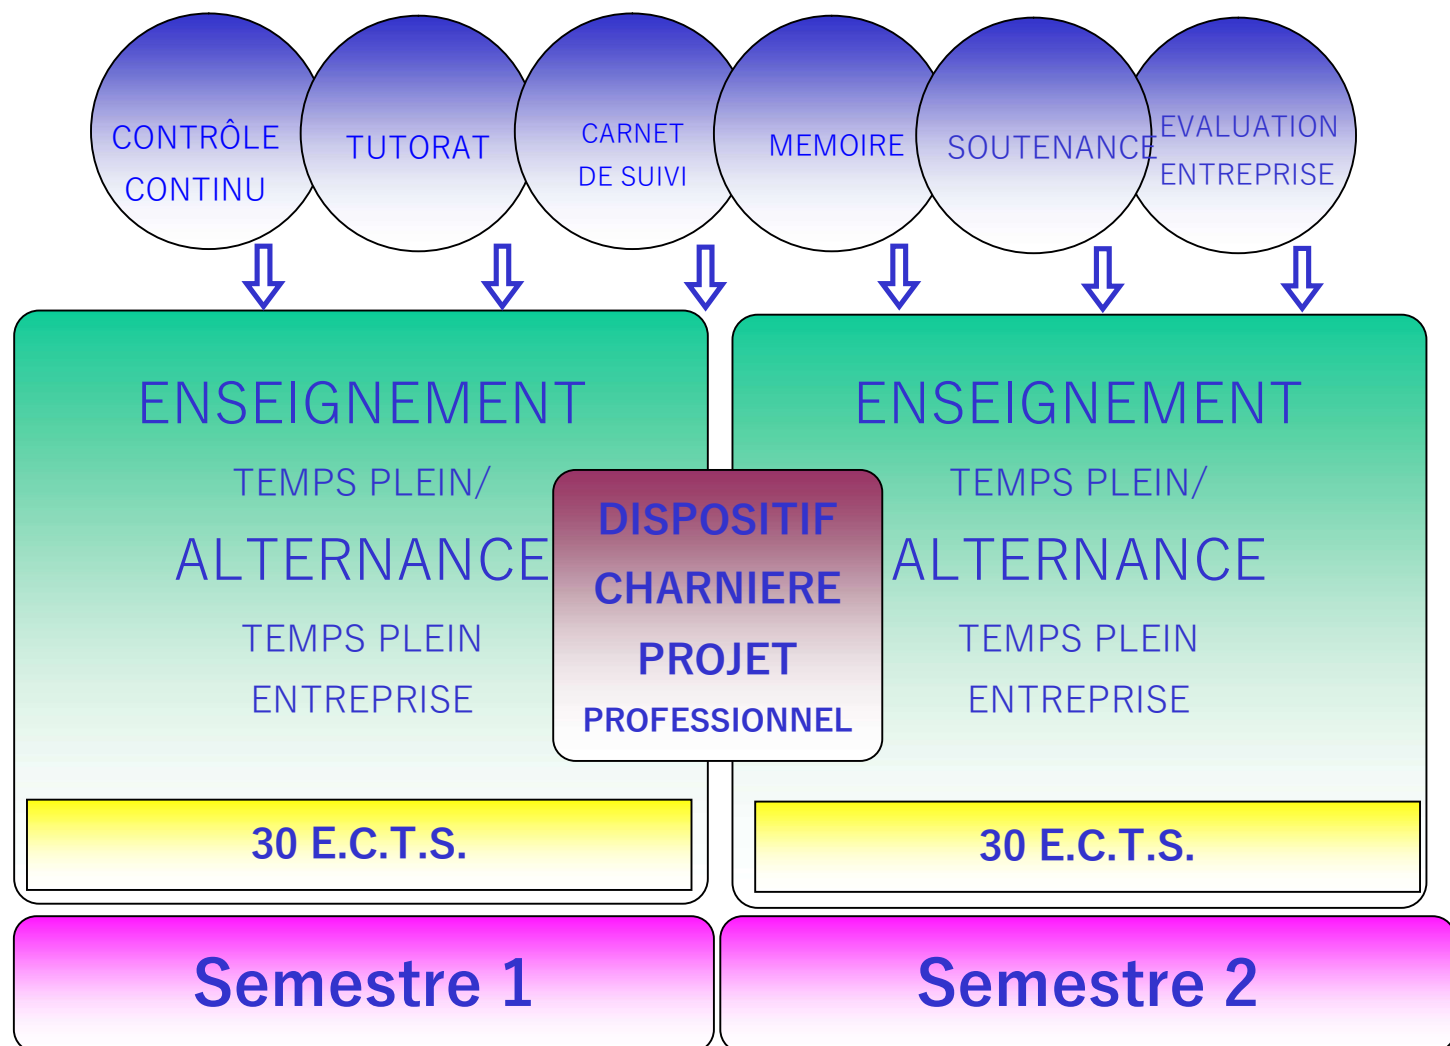 CONTRÔLE
CONTINU
TUTORAT
CARNET
DE SUIVI
MEMOIRE
SOUTENANCE
EVALUATION
ENTREPRISE
ENSEIGNEMENT
TEMPS PLEIN/
ALTERNANCE
TEMPS PLEIN
ENTREPRISE
DISPOSITIF
CHARNIERE
PROJET
PROFESSIONNEL
ENSEIGNEMENT
TEMPS PLEIN/
ALTERNANCE
TEMPS PLEIN
ENTREPRISE
30 E.C.T.S.
30 E.C.T.S.
Semestre 1
Semestre 2